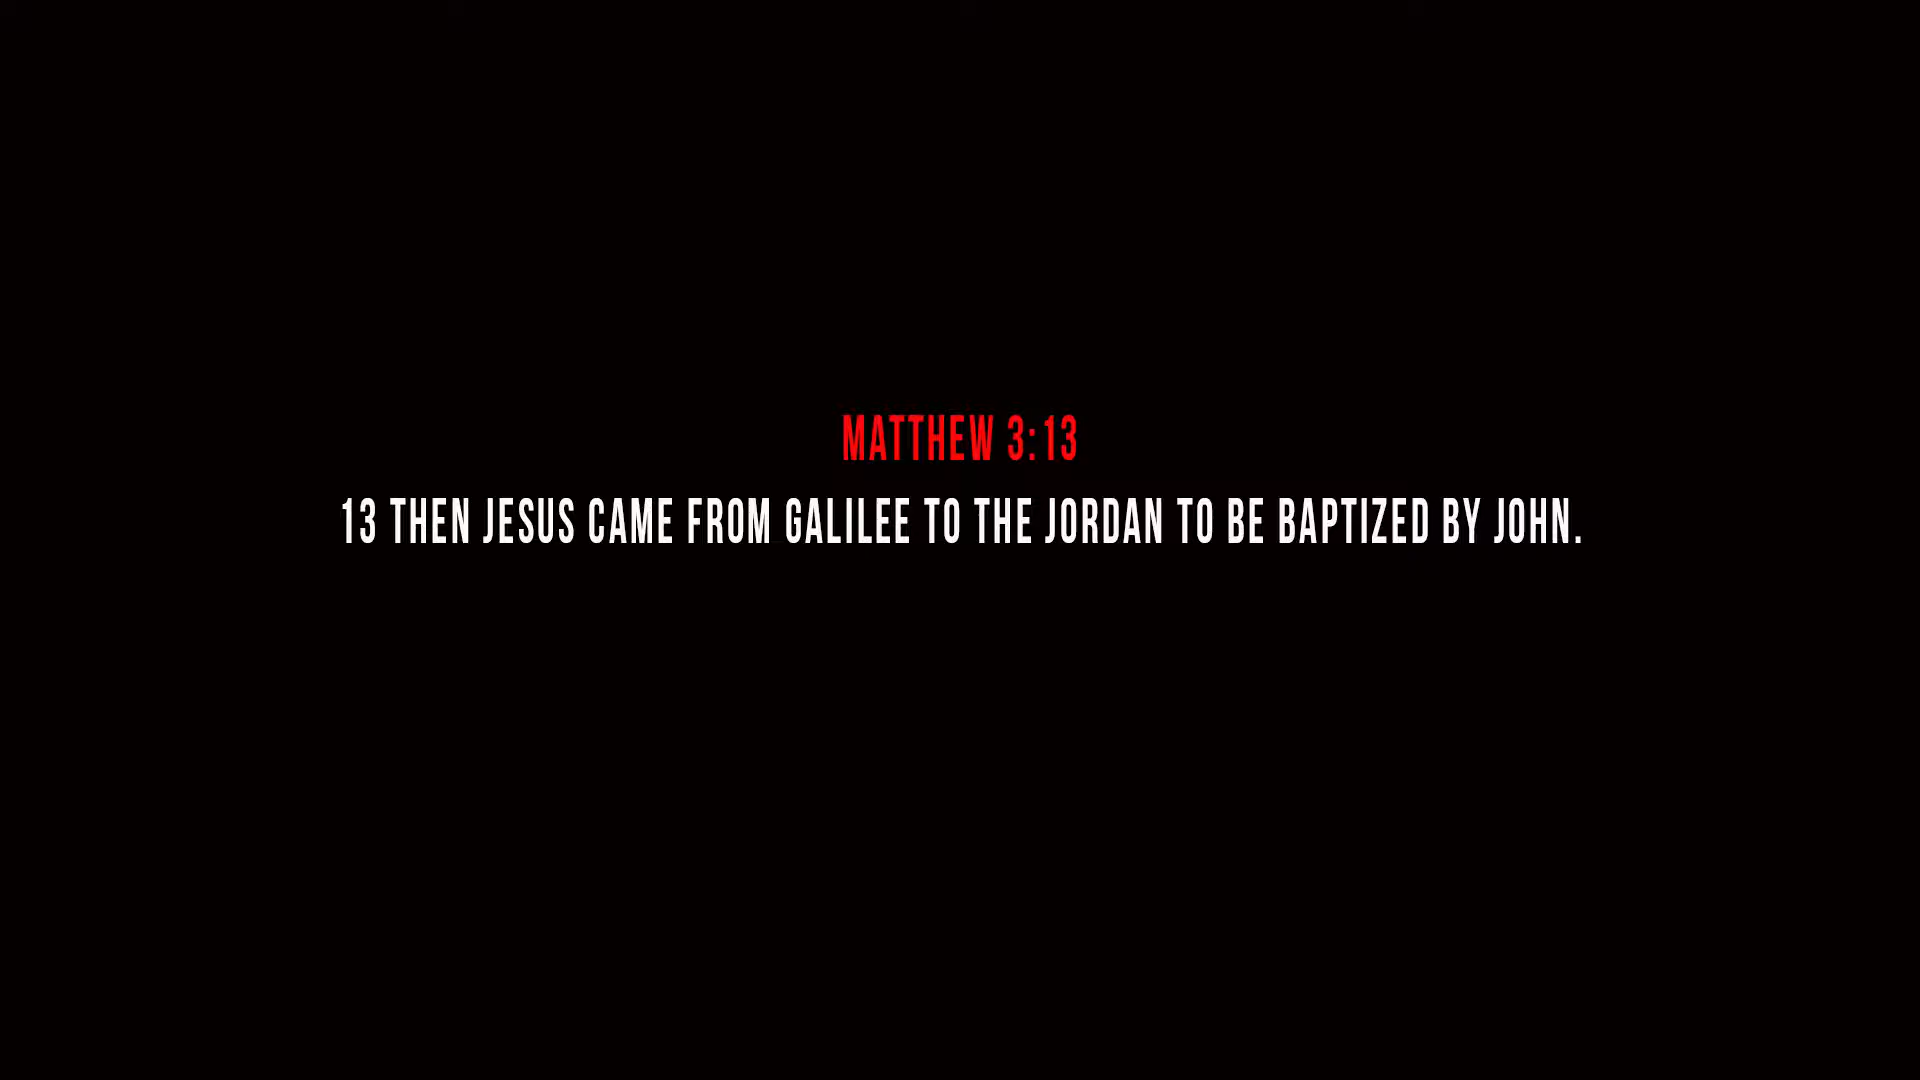 MATTHEW 3:13
13 THEN JESUS CAME FROM GALILEE TO THE JORDAN TO BE BAPTIZED BY JOHN.